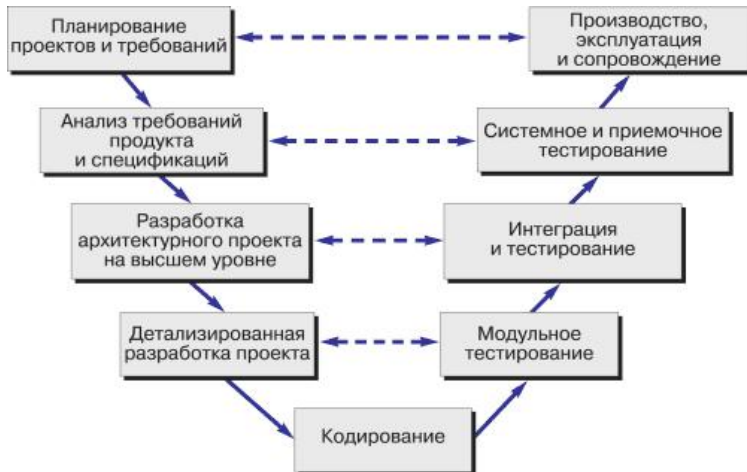 Планирование
проектов и требований
Производство,
эксплуатация
и сопровождение
Анализ требований
продукта
и спецификаций
Системное и приемочное
тестирование
Разработка
архитектурного проекта
на высшем уровне
Интеграция
и тестирование
Детализированная
разработка проекта
Модульное
тестирование
Кодирование